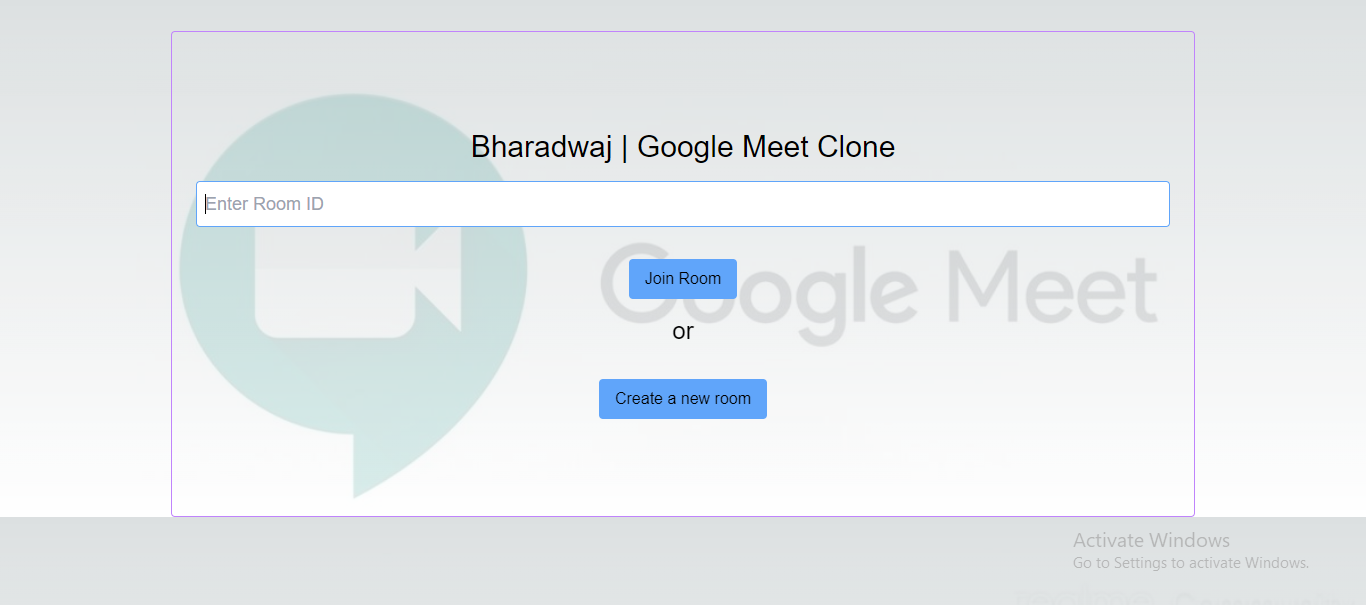 Bharadwaj | Google Meet Clone
Enter Room ID
Google Meet
Join Room
or
Create a new room
Activate Windows
Go to Settings to activate Windows.